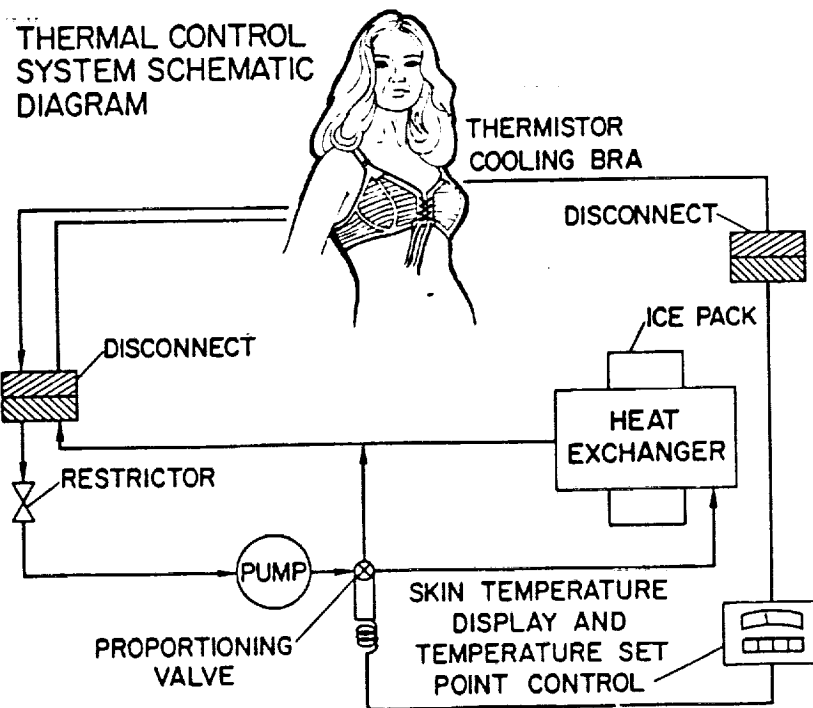 THERMAL CONTROL
SYSTEM SCHEMATIC
DIAGRAM
THERMISTOR
COOLING BRA
DISCONNECT
ICE PACK
DISCONNECT
HEAT
EXCHANGER
RESTRICTOR
PUMP
SKIN TEMPERATURE
DISPLAY AND
TEMPERATURE SET
POINT CONTROL
PROPORTIONING
VALVE